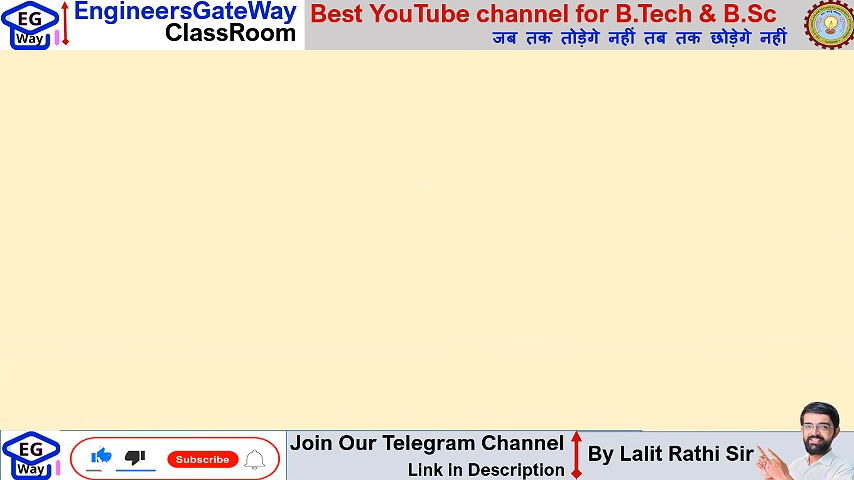 EG
Way
EngineersGateWay
ClassRoom
Best YouTube channel for B.Tech & B.Sc
जब तक तोड़ेगे नहीं तब तक छोड़ेगे नहीं
EG
Way
Subscribe
Join Our Telegram Channel
Link in Description
By Lalit Rathi Sir